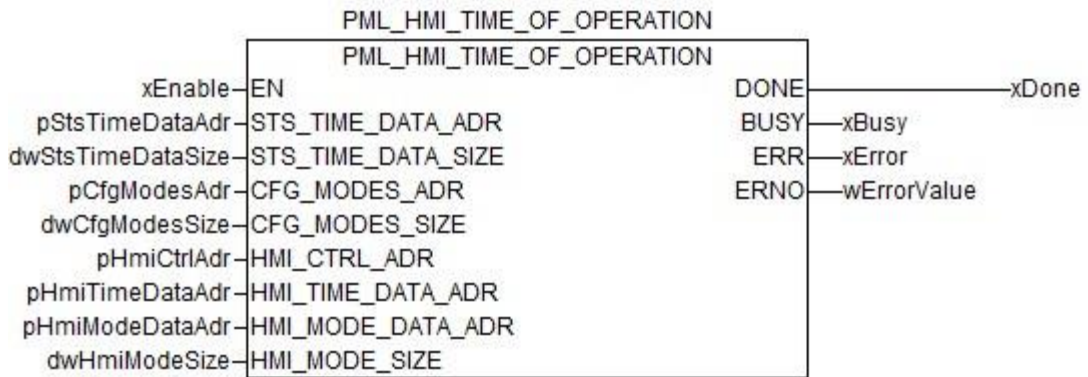 PML_HMI_TIME_OF_OPERATION
PML_HMI_TIME_OF_OPERATION
xEnable EN DONE xDone
pStsTimeDataAdr STS_TIME_DATA_ADR BUSY xBusy
dwStsTimeDataSize STS_TIME_DATA_SIZE ERR xError
pCfgModesAdr CFG_MODES_ADR ERNO wErrorValue
dwCfgModesSize CFG_MODES_SIZE
pHmiCtrlAdr HMI_CTRL_ADR
pHmiTimeDataAdr HMI_TIME_DATA_ADR
pHmiModeDataAdr HMI_MODE_DATA_ADR
dwHmiModeSize HMI_MODE_SIZE